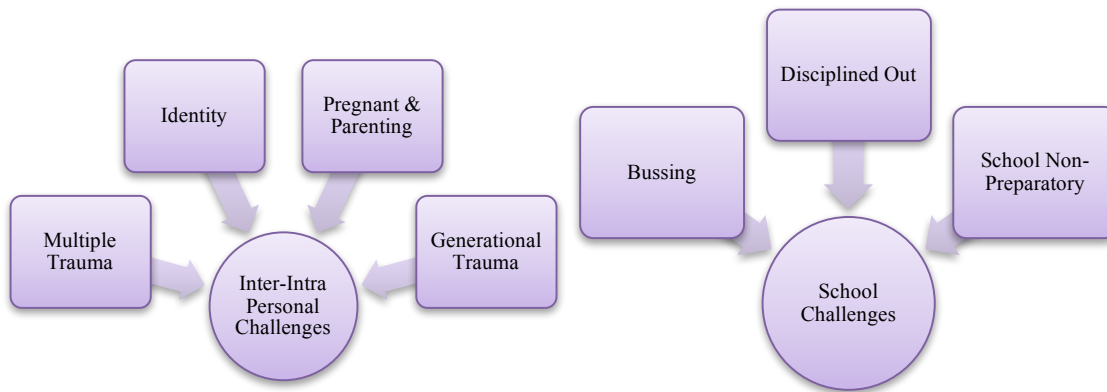 Identity
Pregnant &
Parenting
Multiple
Trauma
Generational
Trauma
Inter-Intra
Personal
Challenges
Disciplined Out
Bussing
School Non-
Preparatory
School
Challenges